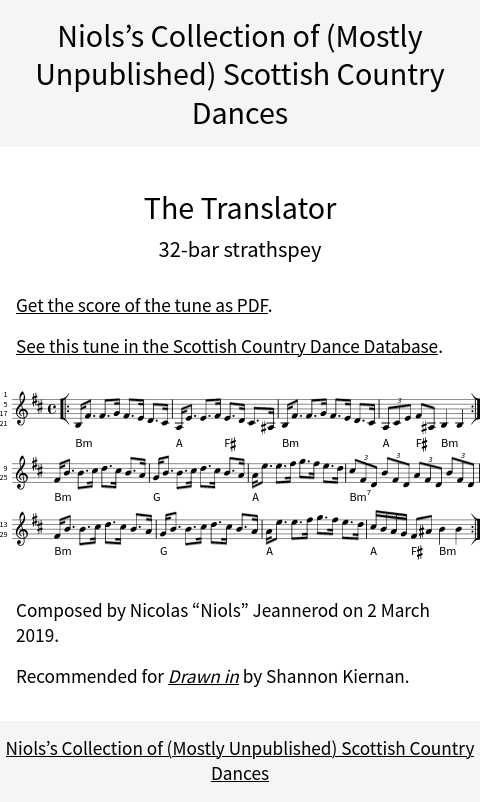 Niols’s Collection of (Mostly
Unpublished) Scottish Country
Dances
The Translator
32-bar strathspey
Get the score of the tune as PDF.
See this tune in the Scottish Country Dance Database.
1
5
17
21
3
Bm A F♯ Bm A F♯ Bm
9
25
3 3 3 3
Bm G A Bm7
13
29
Bm G A A F♯ Bm
Composed by Nicolas “Niols” Jeannerod on 2 March
2019.
Recommended for Drawn in by Shannon Kiernan.
Niols’s Collection of (Mostly Unpublished) Scottish Country
Dances